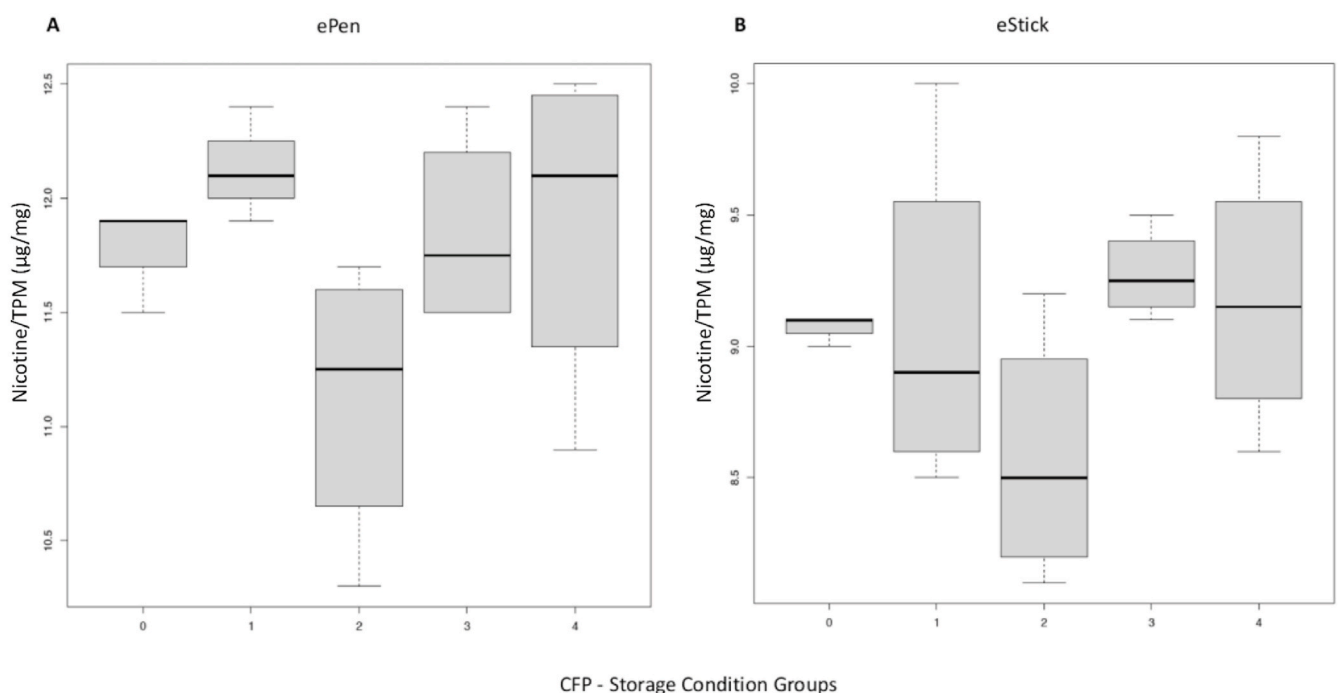 A ePen
Nicotine/TPM (µg/mg)
12.5
12.0
11.5
11.0
10.5
0 1 2 3 4
B eStick
Nicotine/TPM (µg/mg)
10.0
9.5
9.0
8.5
0 1 2 3 4
CFP - Storage Condition Groups